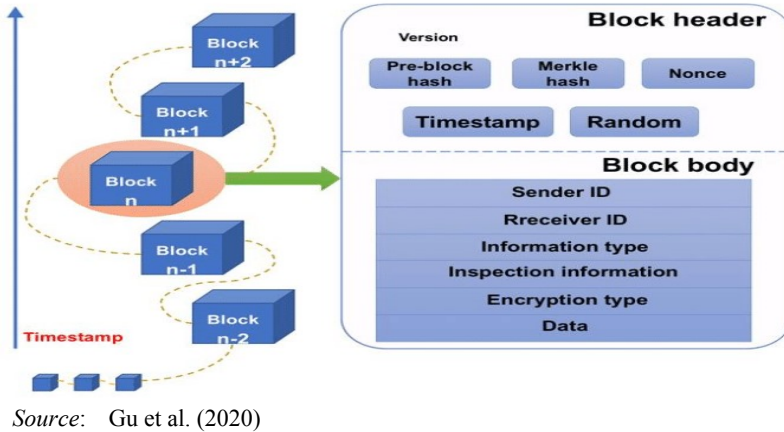 Block
n+2
Block
n+1
Block
n
Block
n-1
Block
n-2
Timestamp
Block header
Version
Pre-block
hash
Merkle
hash
Nonce
Timestamp
Random
Block body
Sender ID
Rreceiver ID
Information type
Inspection information
Encryption type
Data
Source: Gu et al. (2020)